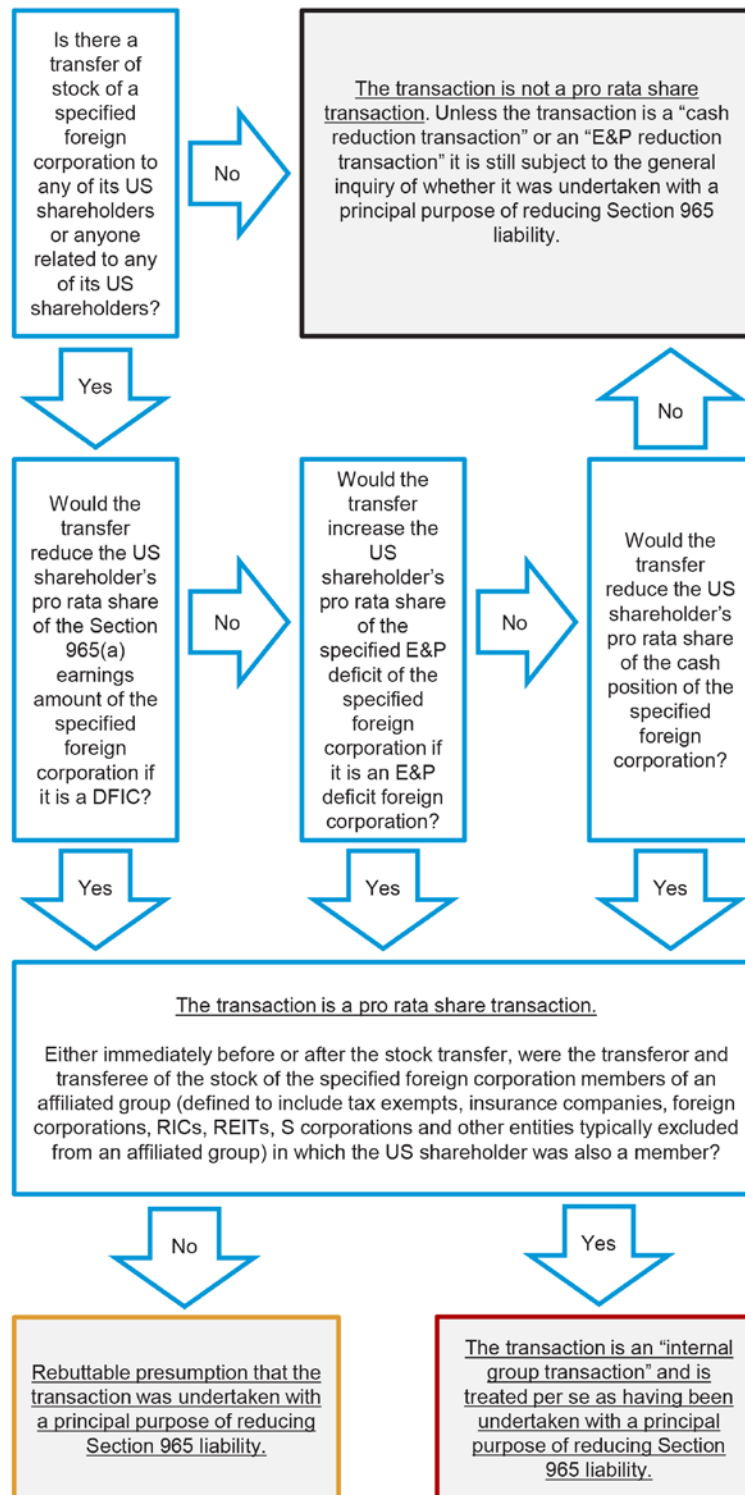 Is there a
transfer of
stock of a
specified
foreign
corporation to
any of its US
shareholders
or anyone
related to any
of its US
shareholders?
No
The transaction is not a pro rata share
transaction. Unless the transaction is a “cash
reduction transaction” or an “E&P reduction
transaction” it is still subject to the general
inquiry of whether it was undertaken with a
principal purpose of reducing Section 965
liability.
Yes
No
Would the
transfer
reduce the US
shareholder’s
pro rata share
of the Section
965(a)
earnings
amount of the
specified
foreign
corporation if
it is a DFIC?
No
Would the
transfer
increase the
US
shareholder’s
pro rata share
of the
specified E&P
deficit of the
specified
foreign
corporation if
it is an E&P
deficit foreign
corporation?
No
Would the
transfer
reduce the US
shareholder’s
pro rata share
of the cash
position of the
specified
foreign
corporation?
Yes
Yes
Yes
The transaction is a pro rata share transaction.
Either immediately before or after the stock transfer, were the transferor and
transferee of the stock of the specified foreign corporation members of an
affiliated group (defined to include tax exempts, insurance companies, foreign
corporations, RICs, REITs, S corporations and other entities typically excluded
from an affiliated group) in which the US shareholder was also a member?
No
Yes
Rebuttable presumption that the
transaction was undertaken with
a principal purpose of reducing
Section 965 liability.
The transaction is an “internal
group transaction” and is
treated per se as having been
undertaken with a principal
purpose of reducing Section
965 liability.